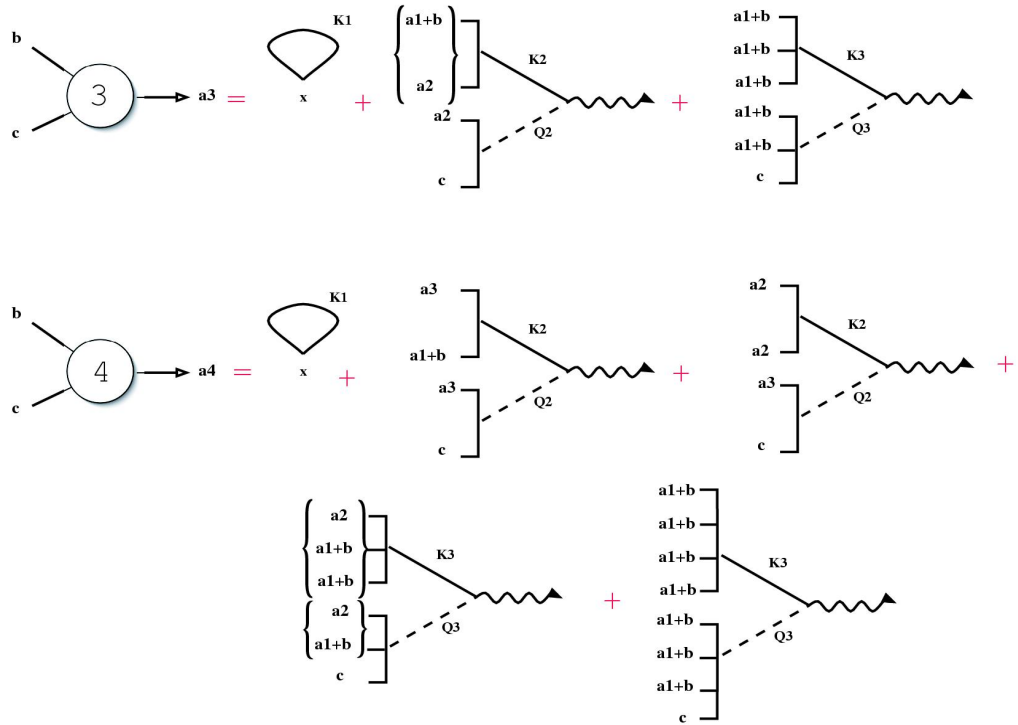 b
c
3
a3
=
K1
x
+
a1+b
a2
a2
c
K2
Q2
+
a1+b
a1+b
a1+b
a1+b
a1+b
c
K3
Q3
b
c
4
a4
=
K1
x
+
a3
a1+b
a3
c
K2
Q2
+
a2
a2
a3
c
K2
Q2
+
a2
a1+b
a1+b
a2
a1+b
c
K3
Q3
+
a1+b
a1+b
a1+b
a1+b
a1+b
a1+b
a1+b
c
K3
Q3